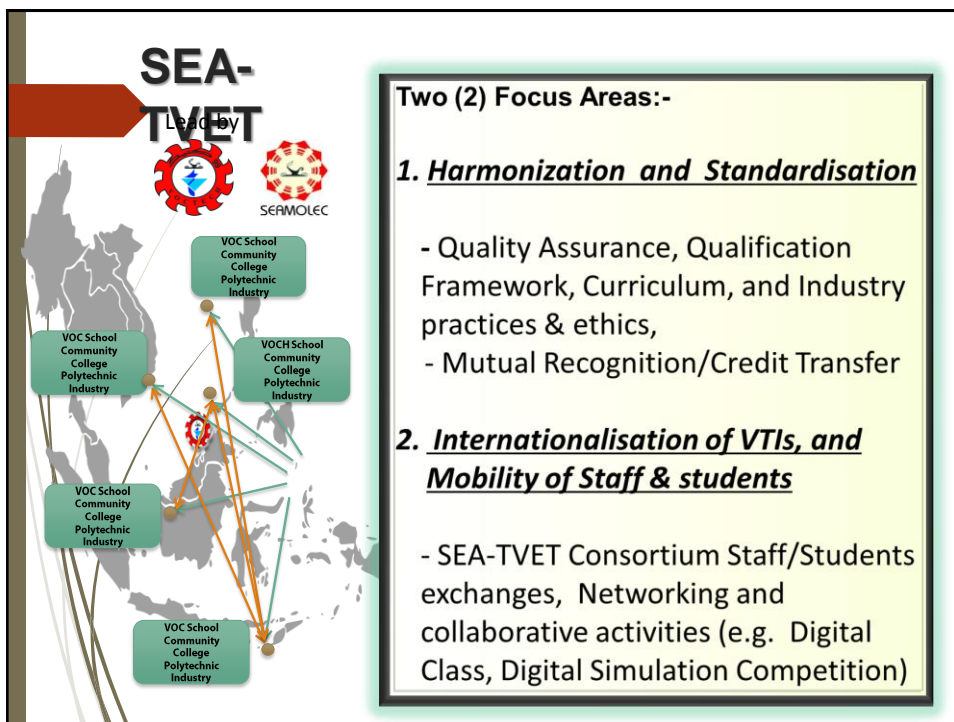 SEA-
TVET
Lead by
VOCTECH
SEAMOLEC
VOC School
Community
College
Polytechnic
Industry
VOC School
Community
College
Polytechnic
Industry
VOCH School
Community
College
Polytechnic
Industry
VOC School
Community
College
Polytechnic
Industry
VOC School
Community
College
Polytechnic
Industry
Two (2) Focus Areas:-
1. Harmonization and Standardisation
- Quality Assurance, Qualification
Framework, Curriculum, and Industry
practices & ethics,
- Mutual Recognition/Credit Transfer
2. Internationalisation of VTIs, and
Mobility of Staff & students
- SEA-TVET Consortium Staff/Students
exchanges, Networking and
collaborative activities (e.g. Digital
Class, Digital Simulation Competition)